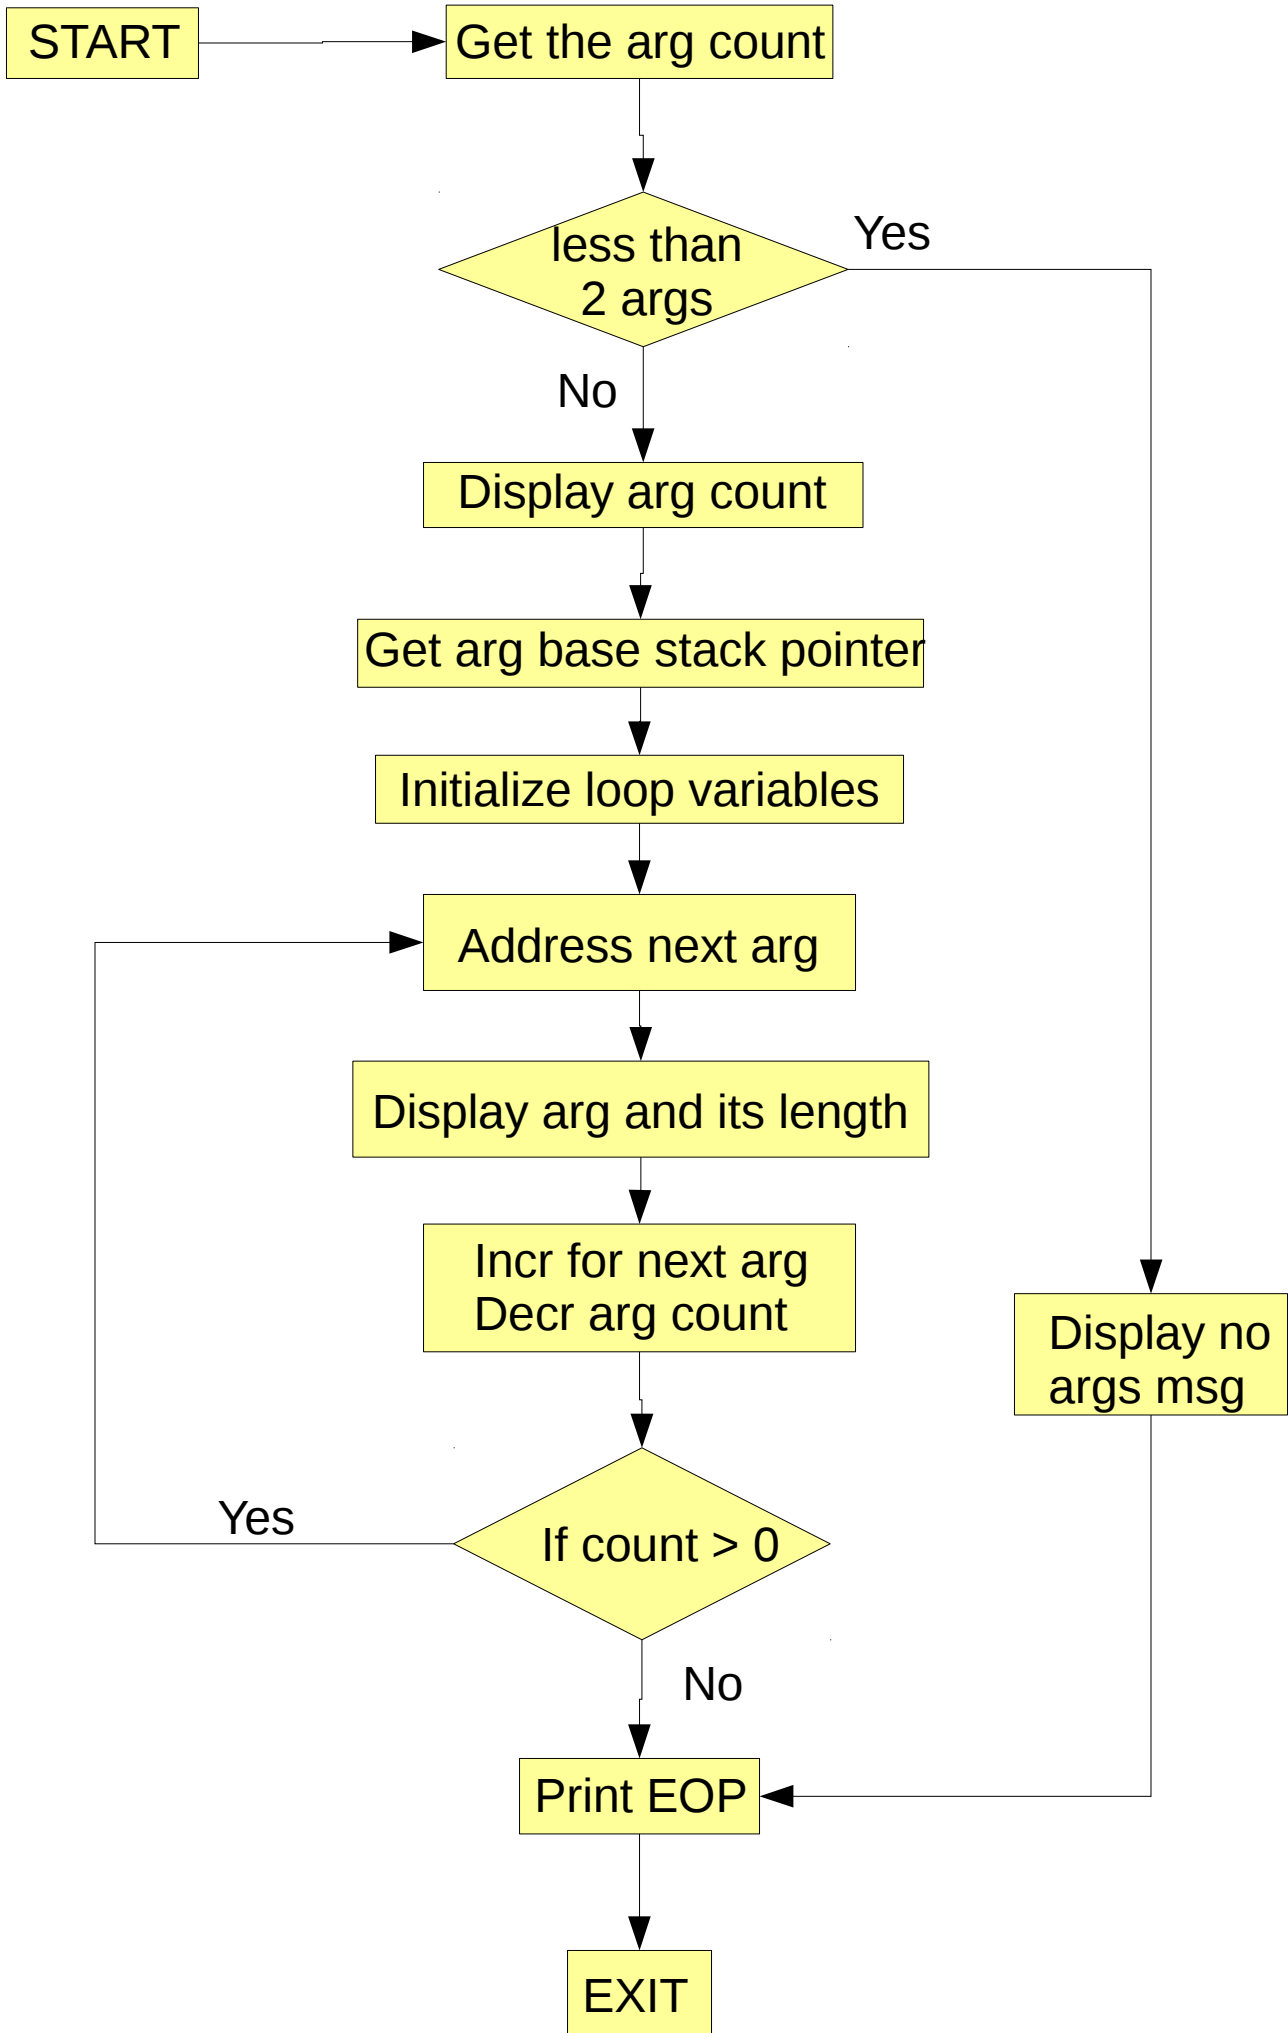 START
Get the arg count
less than
2 args
Yes
No
Display arg count
Get arg base stack pointer
Initialize loop variables
Address next arg
Display arg and its length
Incr for next arg
Decr arg count
Display no
args msg
If count > 0
Yes
No
Print EOP
EXIT